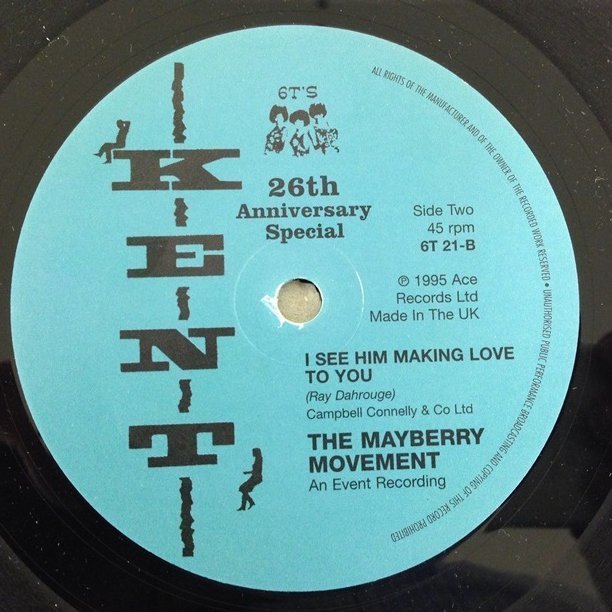 6T'S
KENT
26th
Anniversary
Special
Side Two
45 rpm
6T 21-B
℗ 1995 Ace
Records Ltd
Made In The UK
I SEE HIM MAKING LOVE
TO YOU
(Ray Dahrouge)
Campbell Connelly & Co Ltd
THE MAYBERRY
MOVEMENT
An Event Recording
ALL RIGHTS OF THE MANUFACTURER AND OF THE OWNER OF THE RECORDED WORK RESERVED • UNAUTHORISED PUBLIC PERFORMANCE BROADCASTING AND COPYING OF THIS RECORD PROHIBITED